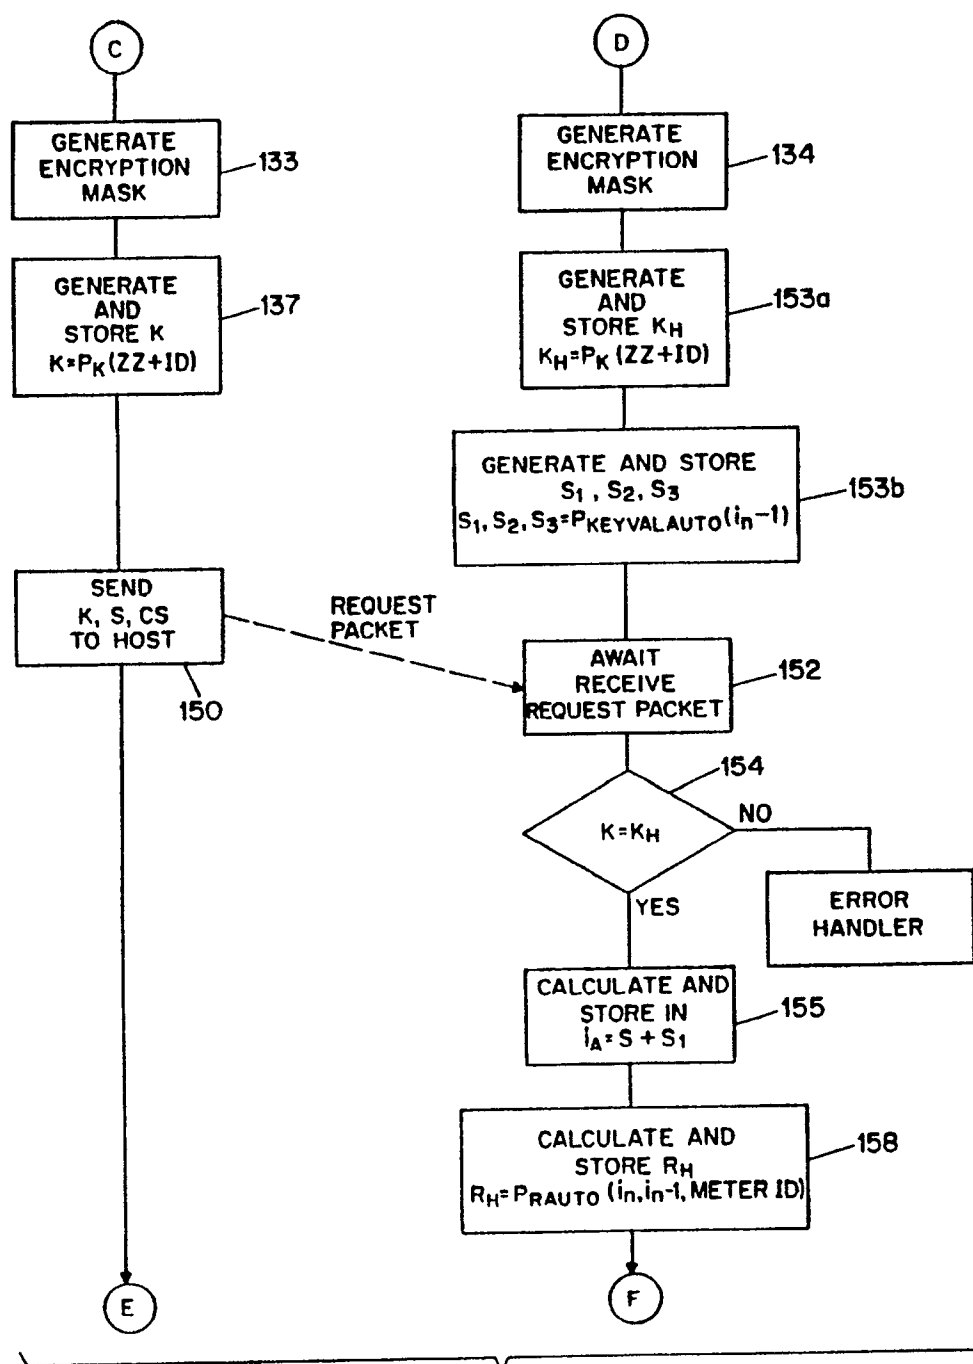 C
GENERATE
ENCRYPTION
MASK
133
GENERATE
AND
STORE K
K=PK(ZZ+ID)
137
SEND
K, S, CS
TO HOST
150
REQUEST
PACKET
E
D
GENERATE
ENCRYPTION
MASK
134
GENERATE
AND
STORE KH
KH=PK (ZZ+ID)
153a
GENERATE AND STORE
S1, S2, S3
S1, S2, S3=PKEYVALAUTO(in-1)
153b
AWAIT
RECEIVE
REQUEST PACKET
152
154
K=KH
NO
YES
ERROR
HANDLER
CALCULATE AND
STORE IN
iA=S+S1
155
CALCULATE AND
STORE RH
RH=PRAUTO (in, in-1, METER ID)
158
F